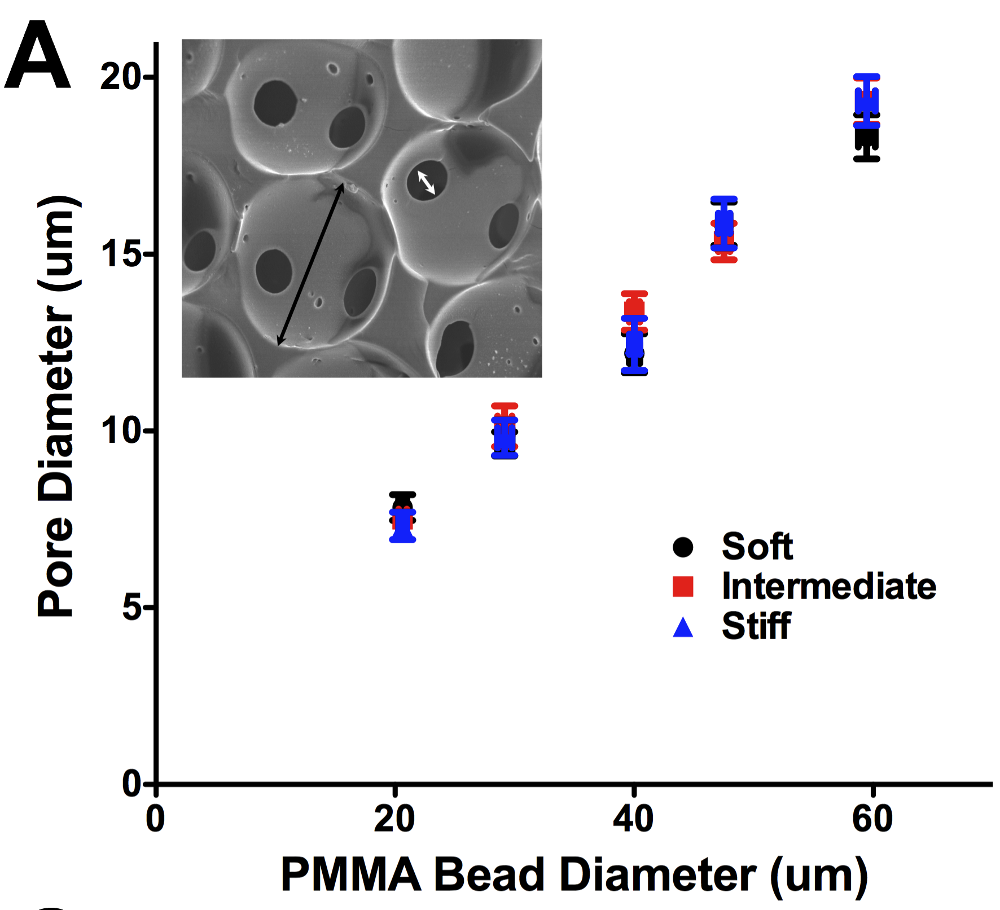 A
20
15
10
5
0
0 20 40 60
Pore Diameter (um)
PMMA Bead Diameter (um)
Soft
Intermediate
Stiff